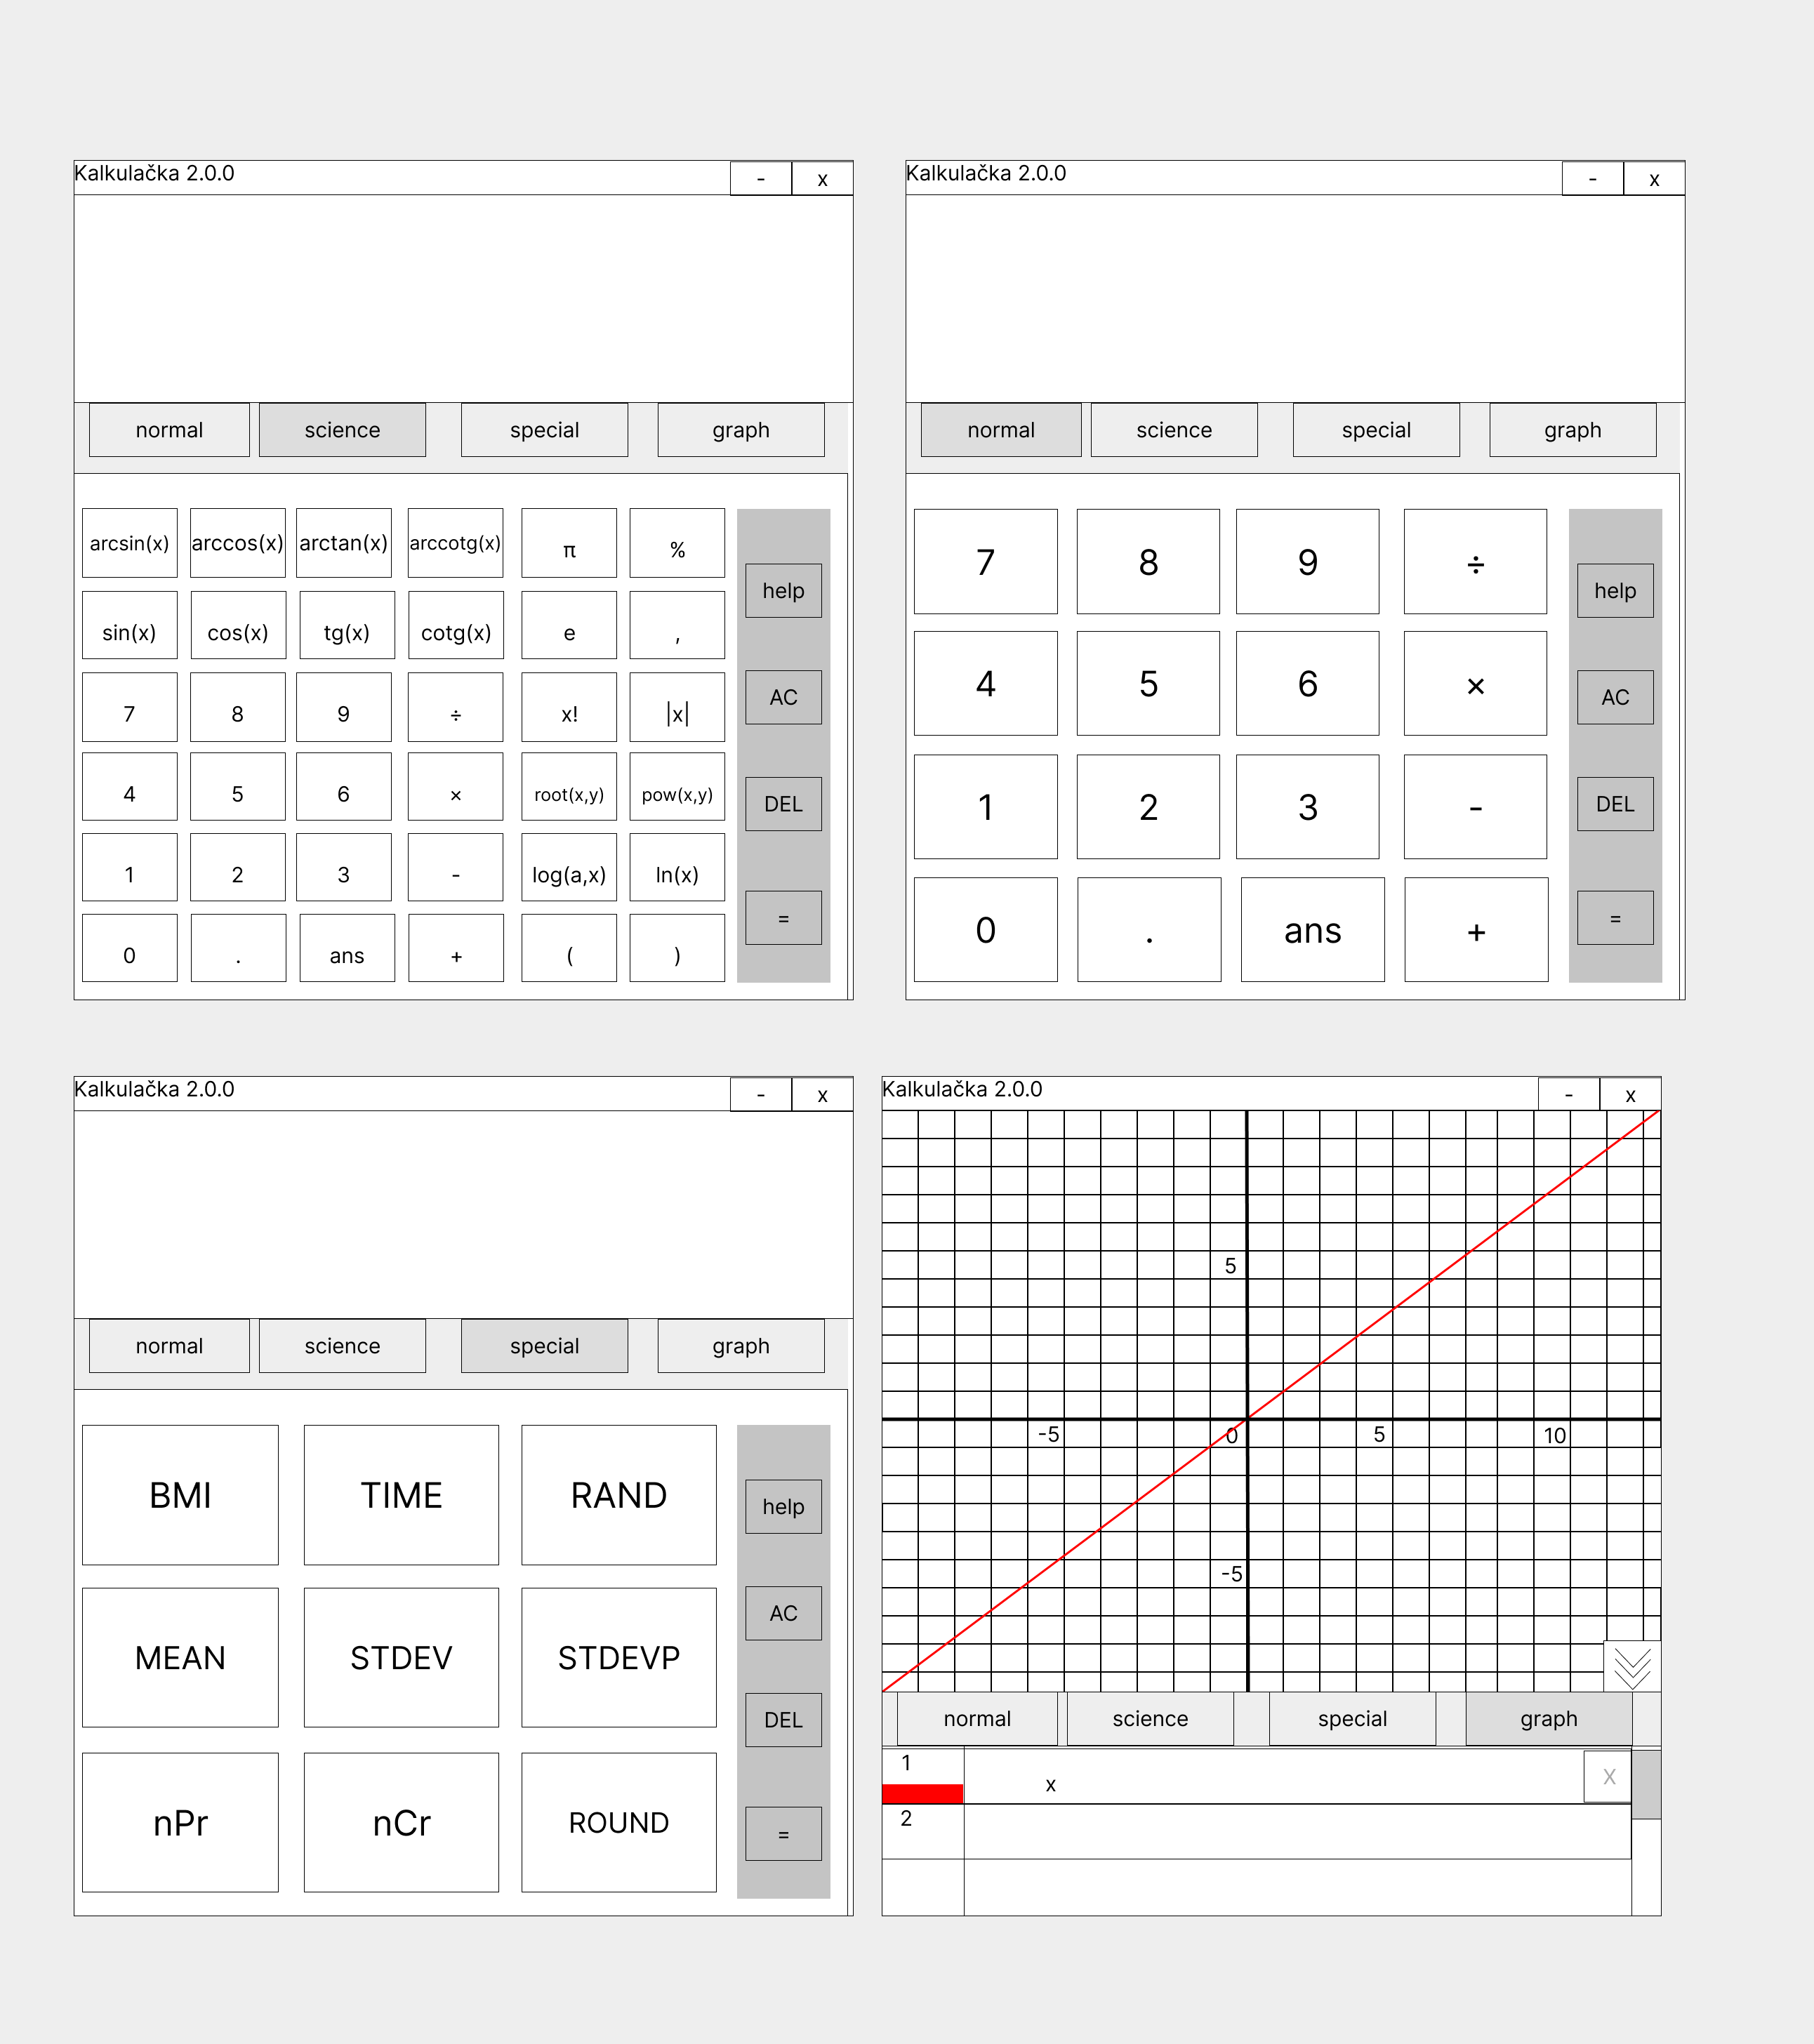 Kalkulačka 2.0.0 - x
normal science special graph
arcsin(x) arccos(x) arctan(x) arccotg(x) π %
help
sin(x) cos(x) tg(x) cotg(x) e ,
7 8 9 ÷ x! |x|
AC
4 5 6 × root(x,y) pow(x,y)
DEL
1 2 3 - log(a,x) ln(x)
=
0 . ans + ( )
Kalkulačka 2.0.0 - x
normal science special graph
7 8 9 ÷
help
4 5 6 ×
AC
1 2 3 -
DEL
0 . ans +
=
Kalkulačka 2.0.0 - x
normal science special graph
BMI TIME RAND
help
AC
MEAN STDEV STDEVP
DEL
nPr nCr ROUND
=
Kalkulačka 2.0.0 - x
5
-5 0 5 10
-5
normal science special graph
1 x X
2